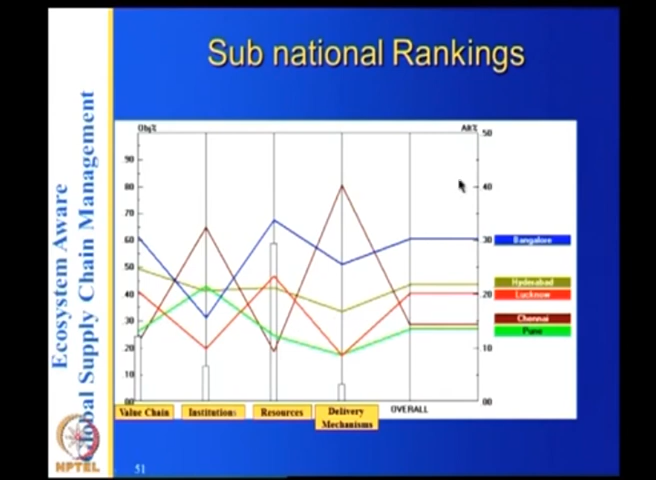 Sub national Rankings
Ecosystem Aware
Global Supply Chain Management
Obj%
Alt%
90
80
70
60
50
40
30
20
10
00
50
40
30
20
10
00
Bangalore
Hyderabad
Lucknow
Chennai
Pune
Value Chain
Institutions
Resources
Delivery
Mechanisms
OVERALL
NPTEL
51